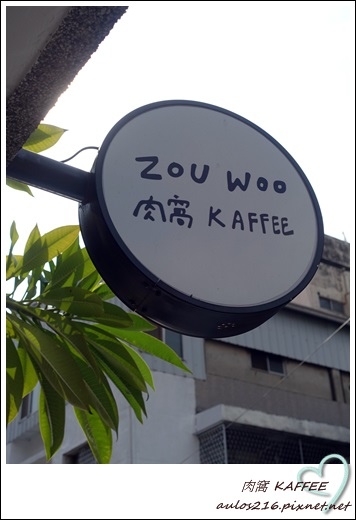 ZOU WOO
肉窩 KAFFEE
肉窩 KAFFEE
aulos216.pixnet.net